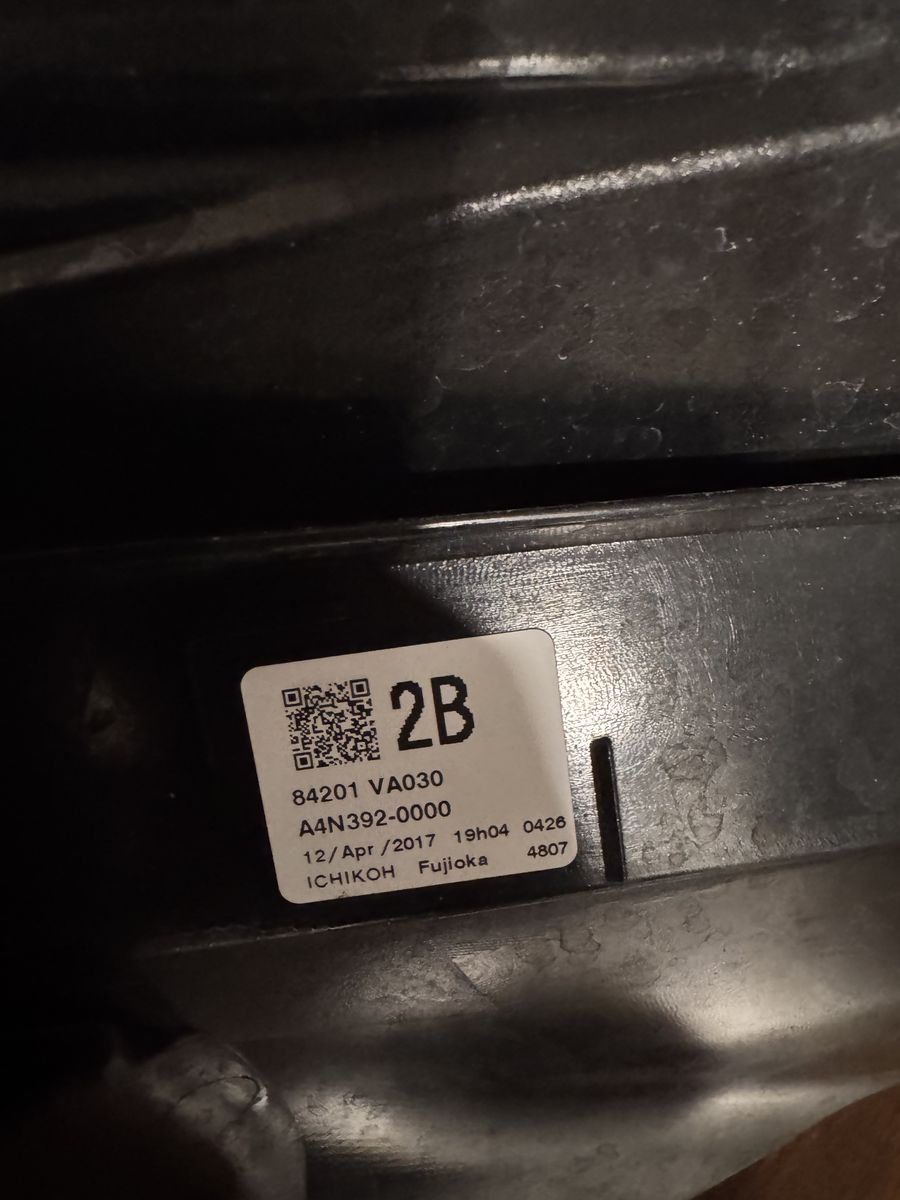 2B
84201 VA030
A4N392-0000
12/Apr/2017 19h04 0426
ICHIKOH Fujioka 4807